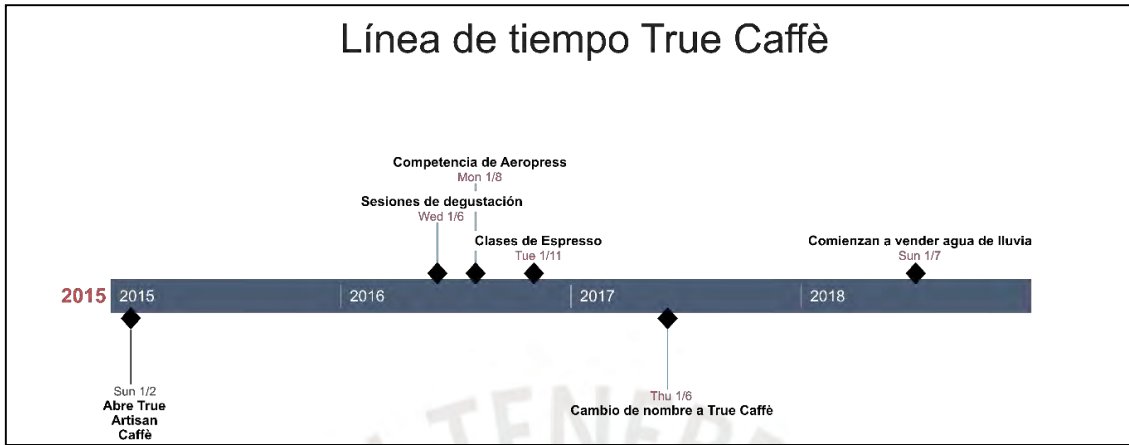 Línea de tiempo True Caffè
Competencia de Aeropress
Mon 1/8
Sesiones de degustación
Wed 1/6
Clases de Espresso
Tue 1/11
Comienzan a vender agua de lluvia
Sun 1/7
2015
2015
2016
2017
2018
Sun 1/2
Abre True
Artisan
Caffè
Thu 1/6
Cambio de nombre a True Caffè